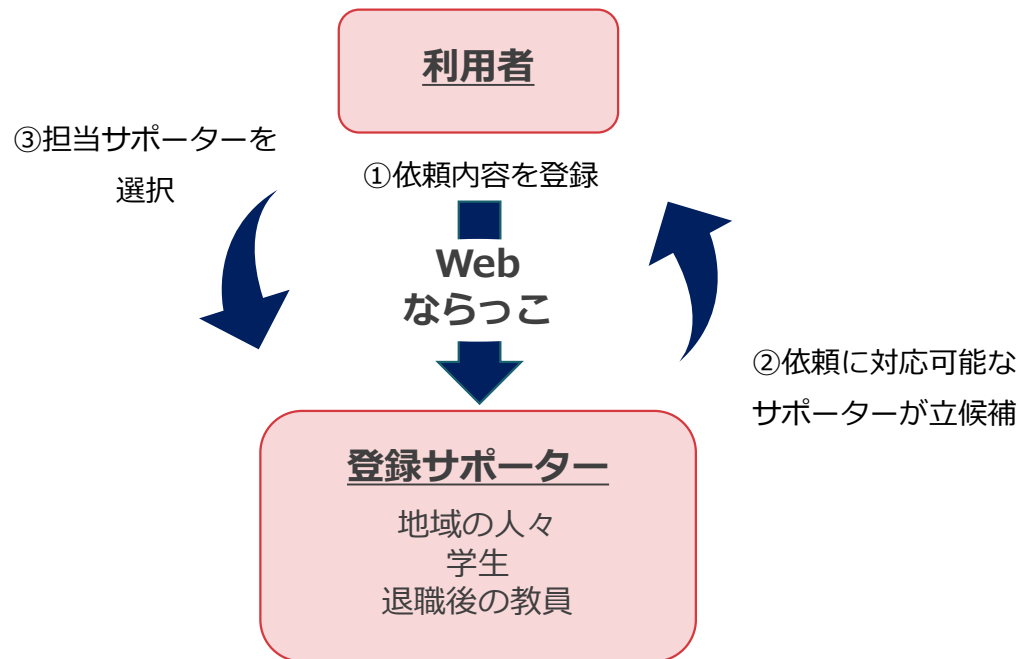 利用者
③担当サポーターを
選択
①依頼内容を登録
Web
ならっこ
②依頼に対応可能な
サポーターが立候補
登録サポーター
地域の人々
学生
退職後の教員